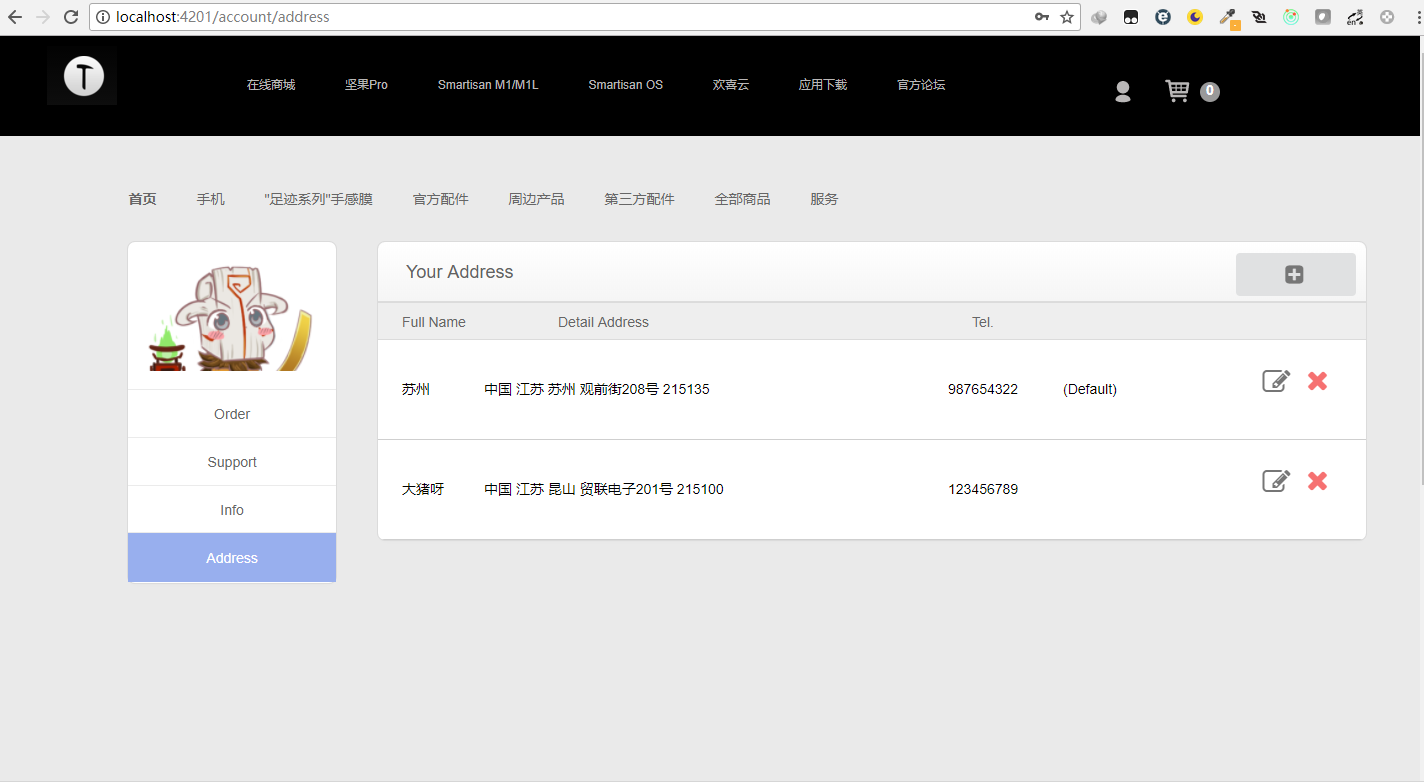 localhost:4201/account/address
T
在线商城 坚果Pro Smartisan M1/M1L Smartisan OS 欢喜云 应用下载 官方论坛 0
首页 手机 "足迹系列"手感膜 官方配件 周边产品 第三方配件 全部商品 服务
Your Address
Full Name Detail Address Tel.
苏州 中国 江苏 苏州 观前街208号 215135 987654322 (Default)
大猪呀 中国 江苏 昆山 贸联电子201号 215100 123456789
Order
Support
Info
Address